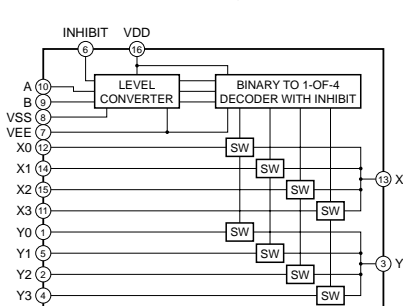 INHIBIT VDD
6 16
A 10 LEVEL BINARY TO 1-OF-4
B 9 CONVERTER DECODER WITH INHIBIT
VSS 8
VEE 7
X0 12 SW
X1 14 SW
13 X
X2 15 SW
X3 11 SW
Y0 1 SW
Y1 5 SW
3 Y
Y2 2 SW
Y3 4 SW